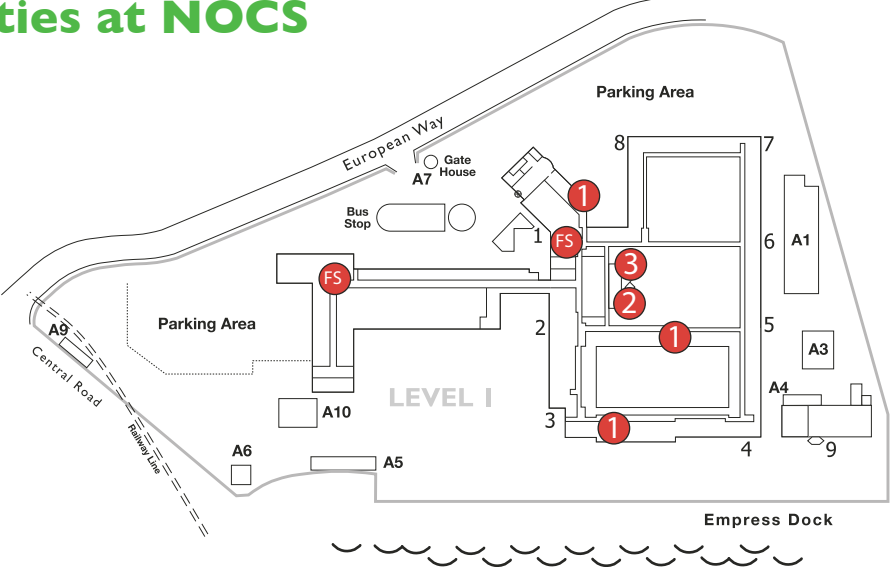 ties at NOCS
Parking Area
European Way
8
7
Gate
House
A7
1
Bus
Stop
1
FS
6
A1
3
FS
2
Parking Area
2
5
1
A9
A3
Central Road
LEVEL 1
A4
A10
3
1
Railway Line
A6
A5
4
9
Empress Dock